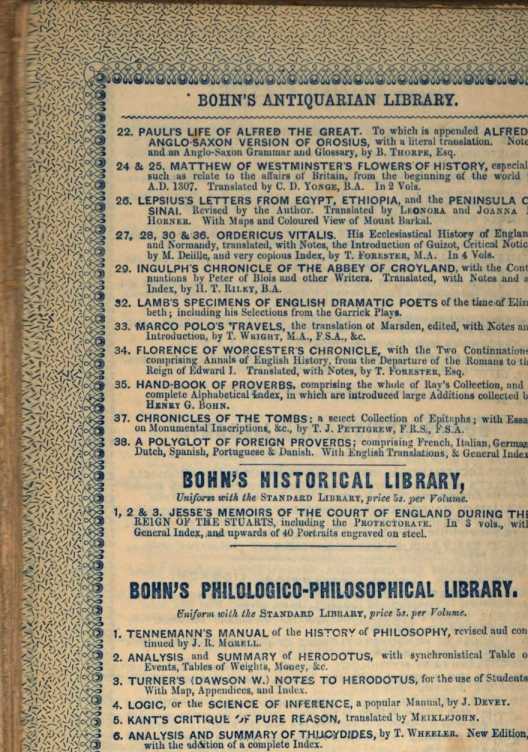 BOHN'S ANTIQUARIAN LIBRARY.
22. PAULI'S LIFE OF ALFRED THE GREAT. To which is appended ALFRED
ANGLO-SAXON VERSION OF OROSIUS, with a literal translation. Note
and an Anglo-Saxon Grammar and Glossary, by B. THORPE, Esq.
24 & 25. MATTHEW OF WESTMINSTER'S FLOWERS OF HISTORY, especial
such as relate to the affairs of Britain, from the beginning of the world
A.D. 1307. Translated by C. D. YONGE, B.A. In 2 Vols.
26. LEPSIUS'S LETTERS FROM EGYPT, ETHIOPIA, and the PENINSULA O
SINAI. Revised by the Author. Translated by LEONORA and JOANNA
HORNER. With Maps and Coloured View of Mount Barkal.
27, 28, 30 & 36. ORDERICUS VITALIS. His Ecclesiastical History of Englan
and Normandy, translated, with Notes, the Introduction of Guizot, Critical Notic
by M. Delille, and very copious Index, by T. FORESTER, M.A. In 4 Vols.
29. INGULPH'S CHRONICLE OF THE ABBEY OF CROYLAND, with the Cont
nuations by Peter of Blois and other Writers. Translated, with Notes and a
Index, by H. T. RILEY, B.A.
32. LAMB'S SPECIMENS OF ENGLISH DRAMATIC POETS of the time of Eliza
beth; including his Selections from the Garrick Plays.
33. MARCO POLO'S TRAVELS, the translation of Marsden, edited, with Notes an
Introduction, by T. WRIGHT, M.A., F.S.A., &c.
34. FLORENCE OF WORCESTER'S CHRONICLE, with the Two Continuations
comprising Annals of English History, from the Departure of the Romans to th
Reign of Edward I. Translated, with Notes, by T. FORESTER, Esq.
35. HAND-BOOK OF PROVERBS, comprising the whole of Ray's Collection, and
complete Alphabetical Index, in which are introduced large Additions collected b
HENRY G. BOHN.
37. CHRONICLES OF THE TOMBS; a select Collection of Epitaphs; with Essa
on Monumental Inscriptions, &c., by T. J. PETTIGREW, F.R.S., F.S.A.
38. A POLYGLOT OF FOREIGN PROVERBS; comprising French, Italian, German
Dutch, Spanish, Portuguese & Danish. With English Translations, & General Index
BOHN'S HISTORICAL LIBRARY,
Uniform with the STANDARD LIBRARY, price 5s. per Volume.
1, 2 & 3. JESSE'S MEMOIRS OF THE COURT OF ENGLAND DURING THE
REIGN OF THE STUARTS, including the PROTECTORATE. In 3 vols., with
General Index, and upwards of 40 Portraits engraved on steel.
BOHN'S PHILOLOGICO-PHILOSOPHICAL LIBRARY.
Uniform with the STANDARD LIBRARY, price 5s. per Volume.
1. TENNEMANN'S MANUAL of the HISTORY of PHILOSOPHY, revised and con
tinued by J. R. MORELL.
2. ANALYSIS and SUMMARY of HERODOTUS, with synchronistical Table o
Events, Tables of Weights, Money, &c.
3. TURNER'S (DAWSON W.) NOTES TO HERODOTUS, for the use of Students
With Map, Appendices, and Index.
4. LOGIC, or the SCIENCE OF INFERENCE, a popular Manual, by J. DEVEY.
5. KANT'S CRITIQUE OF PURE REASON, translated by MEIKLEJOHN.
6. ANALYSIS AND SUMMARY OF THUCYDIDES, by T. WHEELER. New Edition,
with the addition of a complete Index.